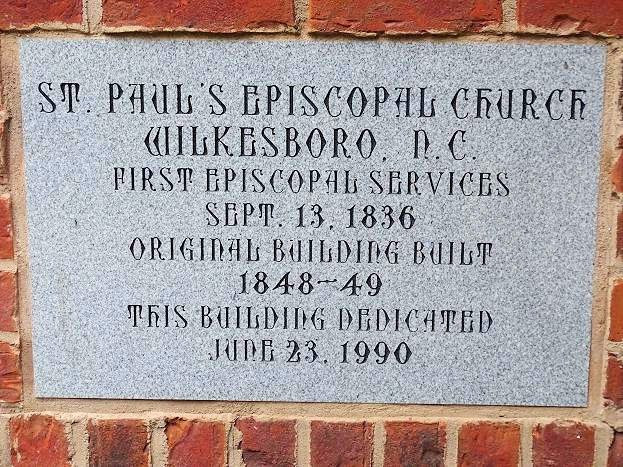 ST. PAUL'S EPISCOPAL CHURCH
WILKESBORO, N.C.
FIRST EPISCOPAL SERVICES
SEPT. 13, 1836
ORIGINAL BUILDING BUILT
1848-49
THIS BUILDING DEDICATED
JUNE 23, 1990